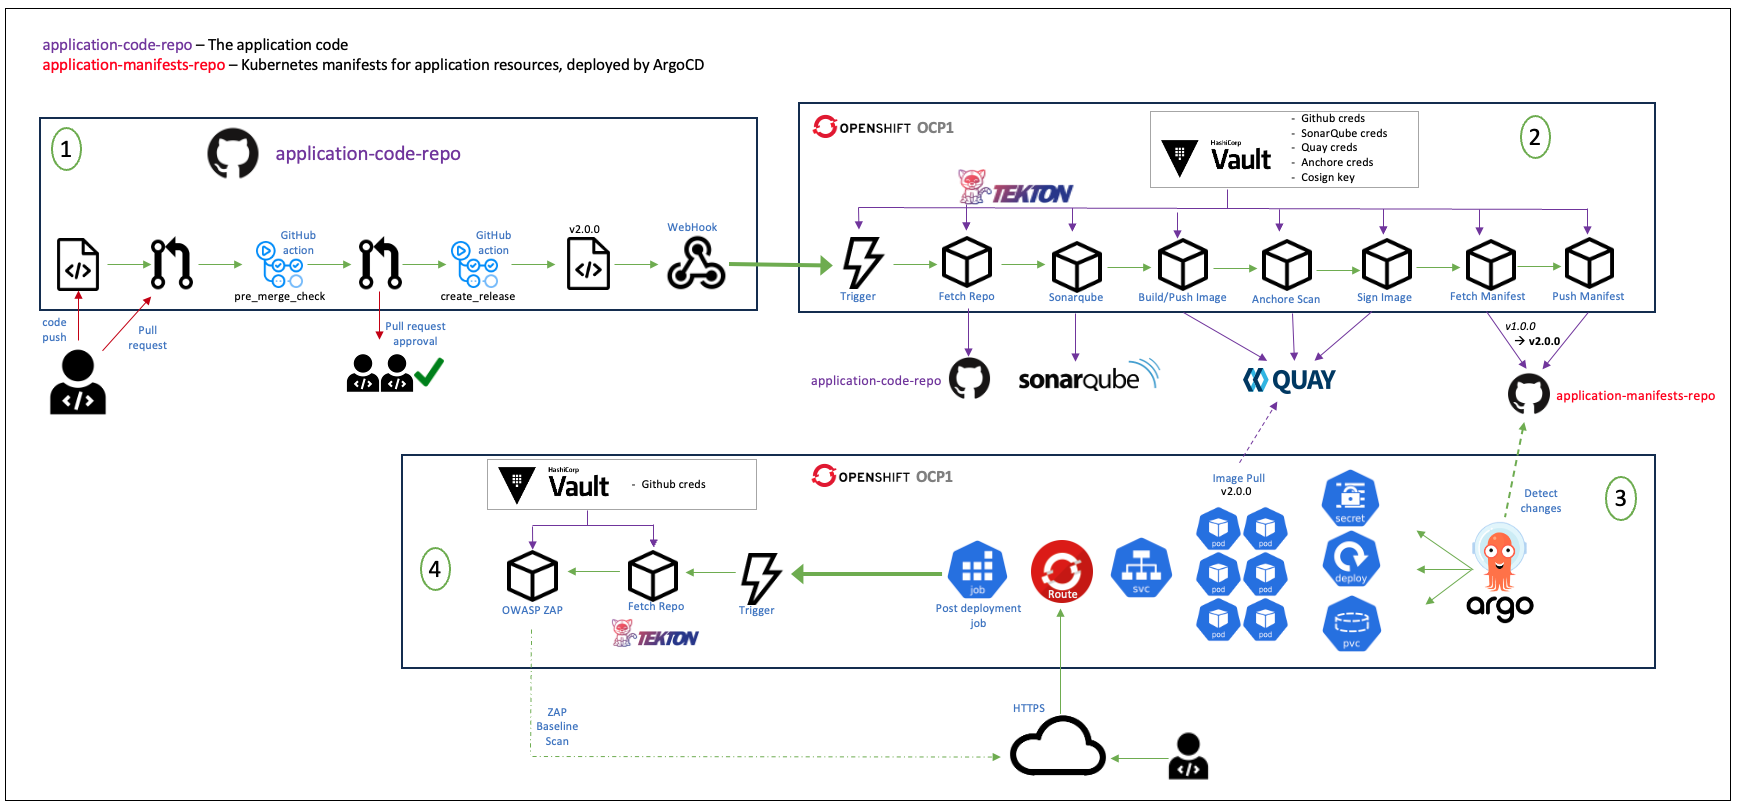 application-code-repo – The application code
application-manifests-repo – Kubernetes manifests for application resources, deployed by ArgoCD
1
application-code-repo
GitHub
action
pre_merge_check
GitHub
action
create_release
v2.0.0
WebHook
code
push
Pull
request
Pull request
approval
OPENSHIFT OCP1
HashiCorp
Vault
- Github creds
- SonarQube creds
- Quay creds
- Anchore creds
- Cosign key
2
TEKTON
Trigger
Fetch Repo
Sonarqube
Build/Push Image
Anchore Scan
Sign Image
Fetch Manifest
Push Manifest
application-code-repo
sonarqube
QUAY
v1.0.0
→ v2.0.0
application-manifests-repo
HashiCorp
Vault
- Github creds
OPENSHIFT OCP1
Image Pull
v2.0.0
pod
pod
pod
pod
pod
pod
secret
deploy
pvc
Detect
changes
argo
3
4
OWASP ZAP
Fetch Repo
TEKTON
Trigger
job
Post deployment
job
Route
svc
ZAP
Baseline
Scan
HTTPS